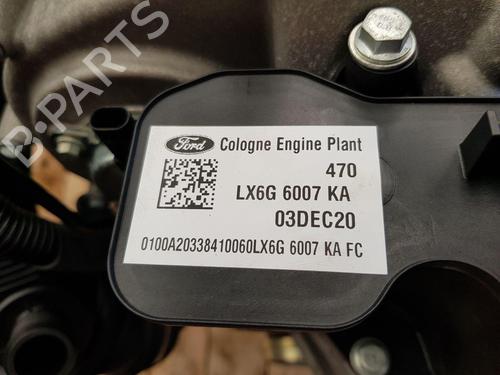 B-PARTS
Ford
Cologne Engine Plant
470
LX6G 6007 KA
03DEC20
0100A20338410060LX6G 6007 KA FC